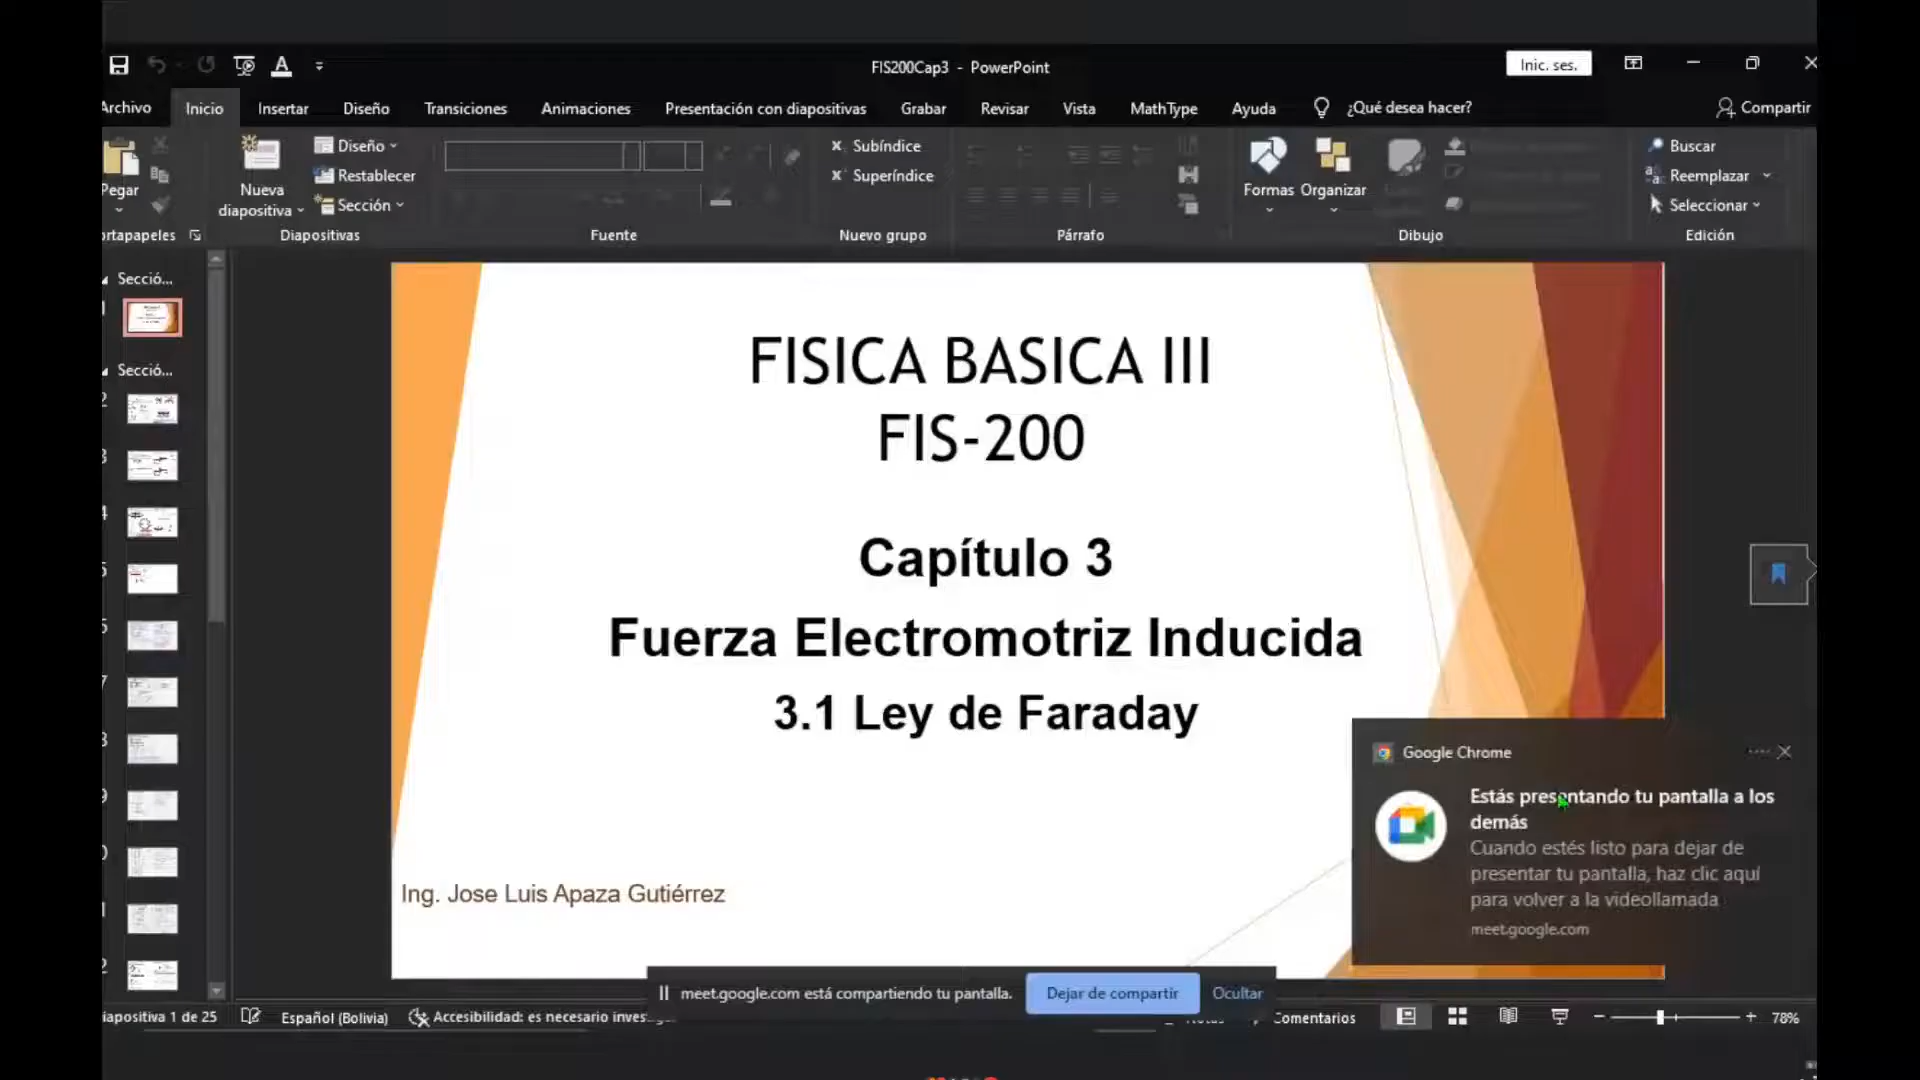 FIS200Cap3 - PowerPoint
Inic. ses.
Archivo
Inicio
Insertar
Diseño
Transiciones
Animaciones
Presentación con diapositivas
Grabar
Revisar
Vista
MathType
Ayuda
¿Qué desea hacer?
Compartir
Pegar
Nueva
diapositiva
Diseño
Restablecer
Sección
Subíndice
Superíndice
Formas
Organizar
Buscar
Reemplazar
Seleccionar
ortapapeles
Diapositivas
Fuente
Nuevo grupo
Párrafo
Dibujo
Edición
Secció...
Secció...
2
3
4
5
FISICA BASICA III
FIS-200
Capítulo 3
Fuerza Electromotriz Inducida
3.1 Ley de Faraday
Ing. Jose Luis Apaza Gutiérrez
Google Chrome
Estás presentando tu pantalla a los
demás
Cuando estés listo para dejar de
presentar tu pantalla, haz clic aquí
para volver a la videollamada
meet.google.com
meet.google.com está compartiendo tu pantalla.
Dejar de compartir
Ocultar
iapositiva 1 de 25
Español (Bolivia)
Accesibilidad: es necesario inves
Comentarios
78%